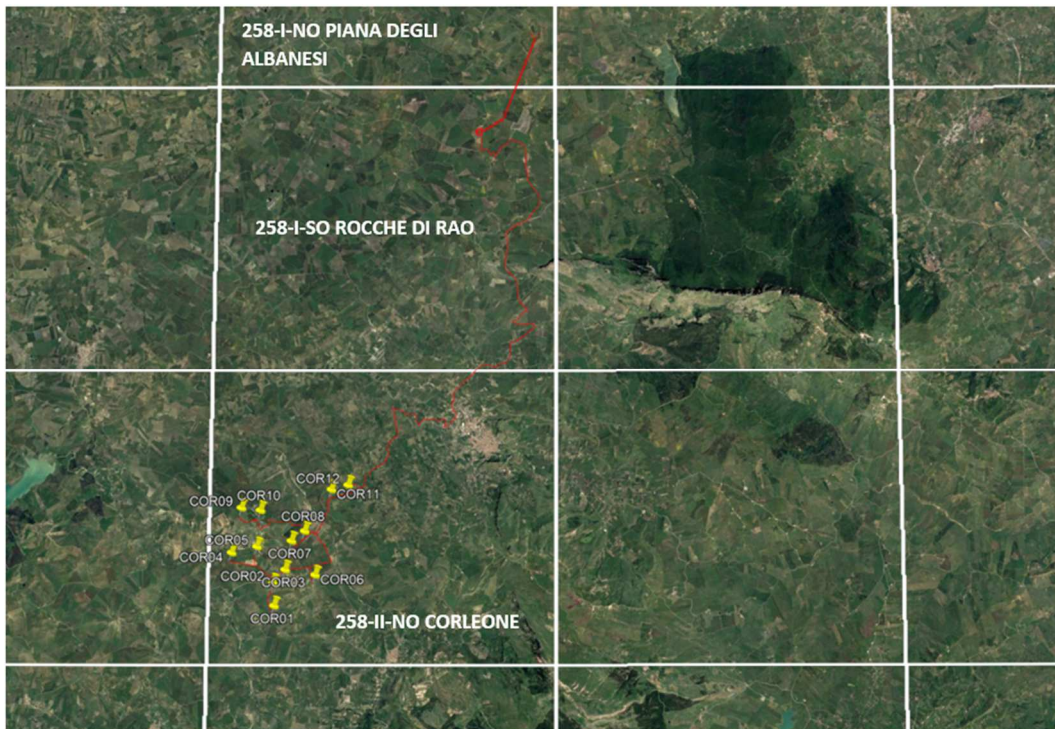 258-I-NO PIANA DEGLI
ALBANESI
258-I-SO ROCCHE DI RAO
COR12
COR11
COR09
COR10
COR08
COR05
COR04
COR07
COR02
COR03
COR06
COR01
258-II-NO CORLEONE